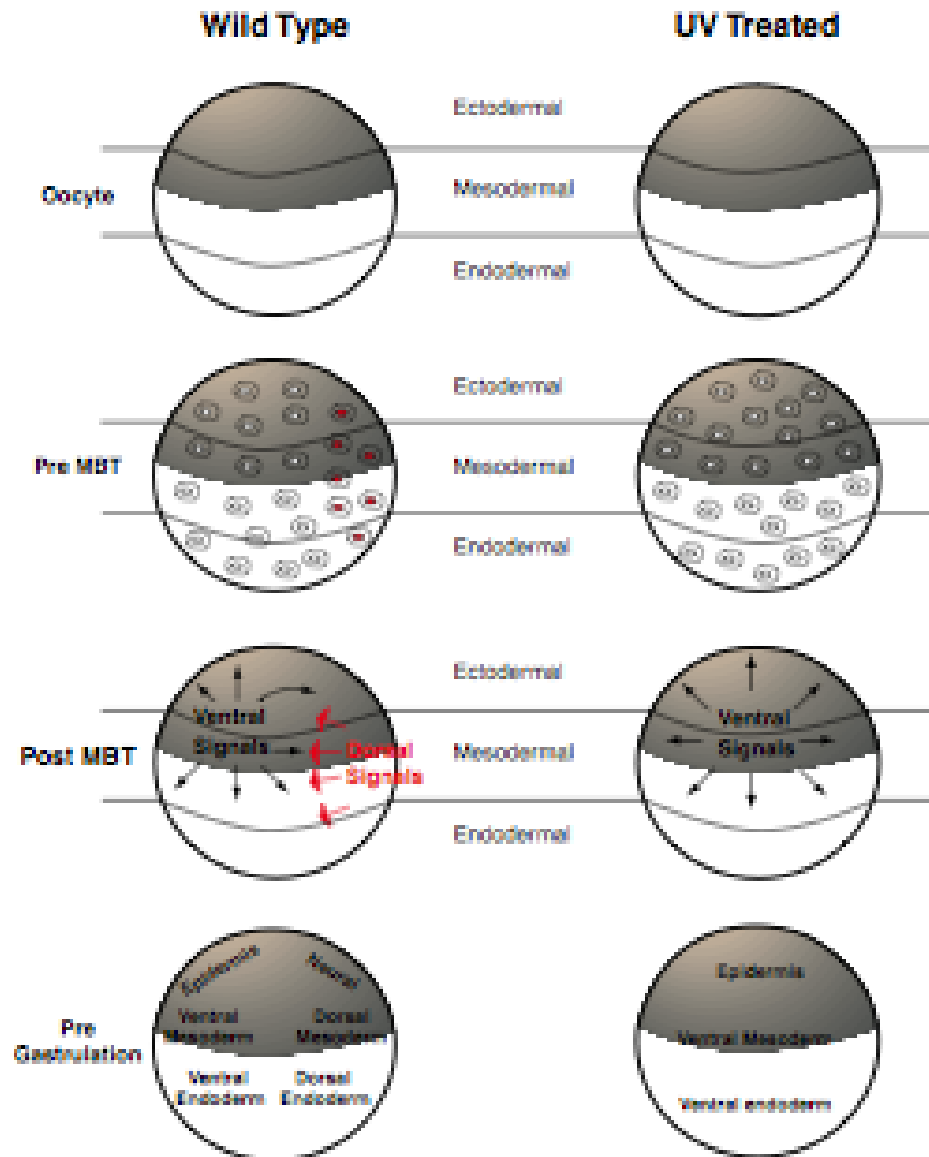 Wild Type
UV Treated
Ectodermal
Oocyte
Mesodermal
Endodermal
Ectodermal
Pre MBT
Mesodermal
Endodermal
Ectodermal
Ventral
Ventral
Post MBT
Signals
Dorsal
Mesodermal
Signals
Signals
Endodermal
Epidermis
Neural
Epidermis
Pre
Gastrulation
Ventral
Mesoderm
Dorsal
Mesoderm
Ventral Mesoderm
Ventral
Endoderm
Dorsal
Endoderm
Ventral endoderm